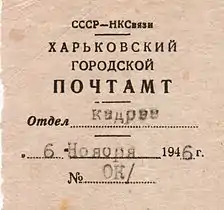 СССР—НКСвязи
ХАРЬКОВСКИЙ
ГОРОДСКОЙ
ПОЧТАМТ
Отдел кадров
„ 6 " Ноября 1946 г.
№ ОК/